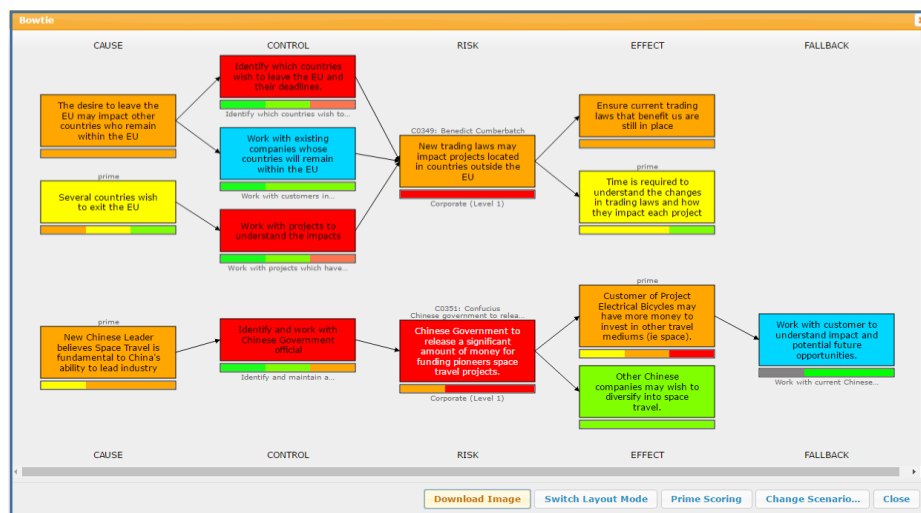 Bowtie
CAUSE CONTROL RISK EFFECT FALLBACK
The desire to leave the
EU may impact other
countries who remain
within the EU
prime
Several countries wish
to exit the EU
Identify which countries
wish to leave the EU and
their deadlines.
Identify which countries wish to...
Work with existing
companies whose
countries will remain
within the EU
Work with customers in...
Work with projects to
understand the impacts
Work with projects which have...
C0349: Benedict Cumberbatch
New trading laws may
impact projects located
in countries outside the
EU
Corporate (Level 1)
Ensure current trading
laws that benefit us are
still in place
prime
Time is required to
understand the changes
in trading laws and how
they impact each project
prime
New Chinese Leader
believes Space Travel is
fundamental to China's
ability to lead industry
Identify and work with
Chinese Government
official.
Identify and maintain a...
C0351: Confucius
Chinese government to relea...
Chinese Government to
release a significant
amount of money for
funding pioneers space
travel projects.
Corporate (Level 1)
prime
Customer of Project
Electrical Bicycles may
have more money to
invest in other travel
mediums (ie space).
Other Chinese
companies may wish to
diversify into space
travel.
Work with customer to
understand impact and
potential future
opportunities.
Work with current Chinese...
CAUSE CONTROL RISK EFFECT FALLBACK
Download Image Switch Layout Mode Prime Scoring Change Scenario... Close